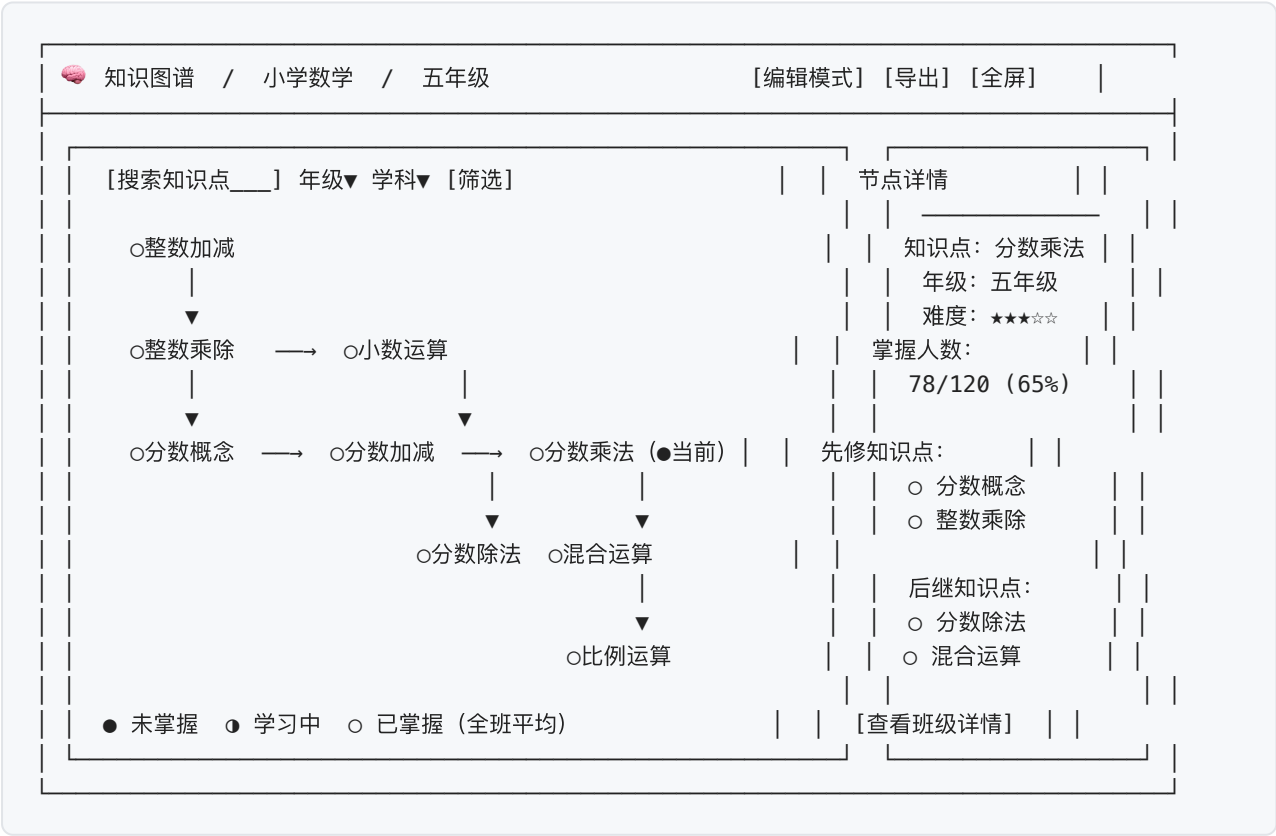 🧠 知识图谱 / 小学数学 / 五年级 [编辑模式] [导出] [全屏]
[搜索知识点___] 年级▼ 学科▼ [筛选]
○整数加减
│
▼
○整数乘除 ──→ ○小数运算
│ │
▼ ▼
○分数概念 ──→ ○分数加减 ──→ ○分数乘法（●当前）
│ │
▼ ▼
○分数除法 ○混合运算
│
▼
○比例运算
● 未掌握 ◑ 学习中 ○ 已掌握（全班平均）
节点详情
─────────────
知识点：分数乘法
年级：五年级
难度：★★★☆☆
掌握人数：
78/120 (65%)
先修知识点：
○ 分数概念
○ 整数乘除
后继知识点：
○ 分数除法
○ 混合运算
[查看班级详情]